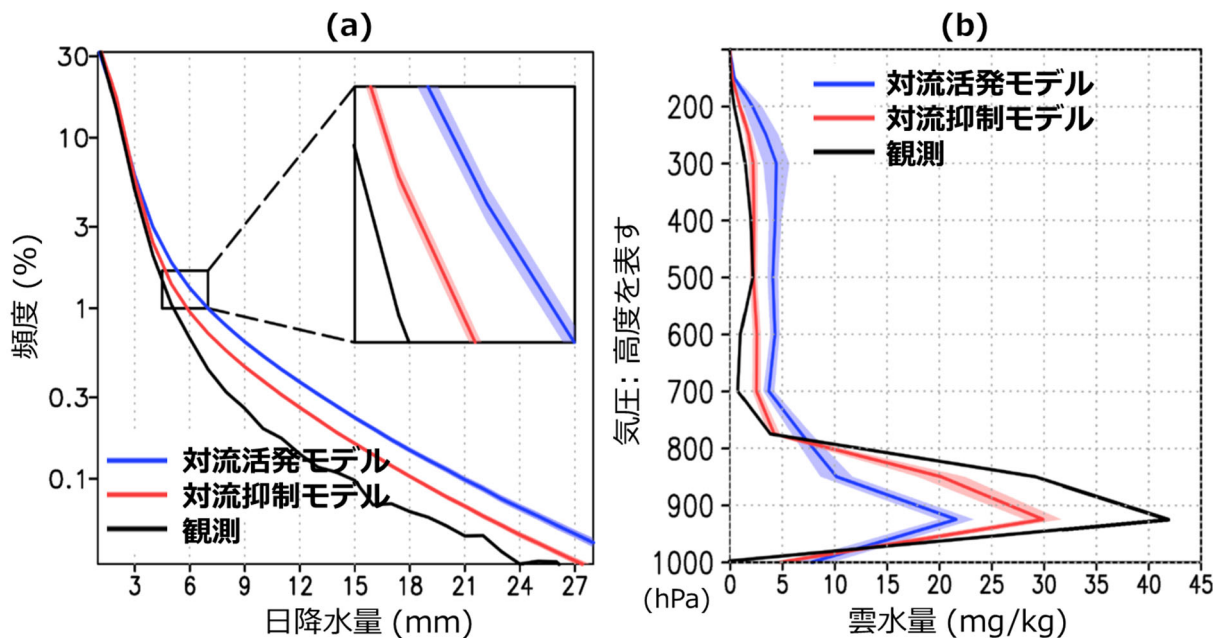 (a)
30
10
3
1
0.3
0.1
頻度 (%)
対流活発モデル
対流抑制モデル
観測
3 6 9 12 15 18 21 24 27
日降水量 (mm)
(b)
対流活発モデル
対流抑制モデル
観測
200
300
400
500
600
700
800
900
1000
(hPa)
気圧: 高度を表す
0 5 10 15 20 25 30 35 40 45
雲水量 (mg/kg)